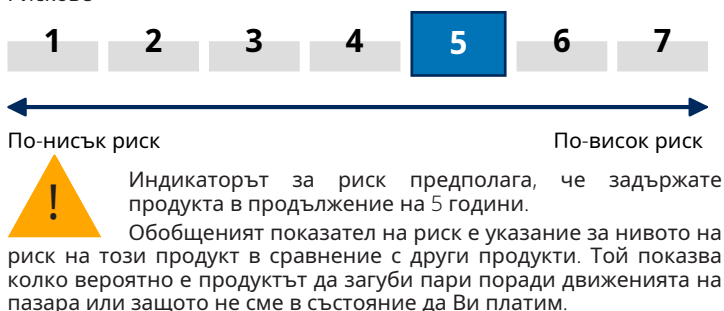 1 2 3 4 5 6 7
По-нисък риск По-висок риск
! Индикаторът за риск предполага, че задържате
продукта в продължение на 5 години.
Обобщеният показател на риск е указание за нивото на
риск на този продукт в сравнение с други продукти. Той показва
колко вероятно е продуктът да загуби пари поради движенията на
пазара или защото не сме в състояние да Ви платим.